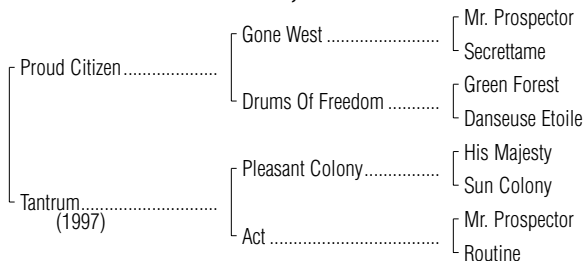 Mr. Prospector
Gone West ........................
Secrettame
Proud Citizen....................
Green Forest
Drums Of Freedom ...........
Danseuse Etoile
His Majesty
Pleasant Colony................
Sun Colony
Tantrum.............................
(1997)
Mr. Prospector
Act ....................................
Routine